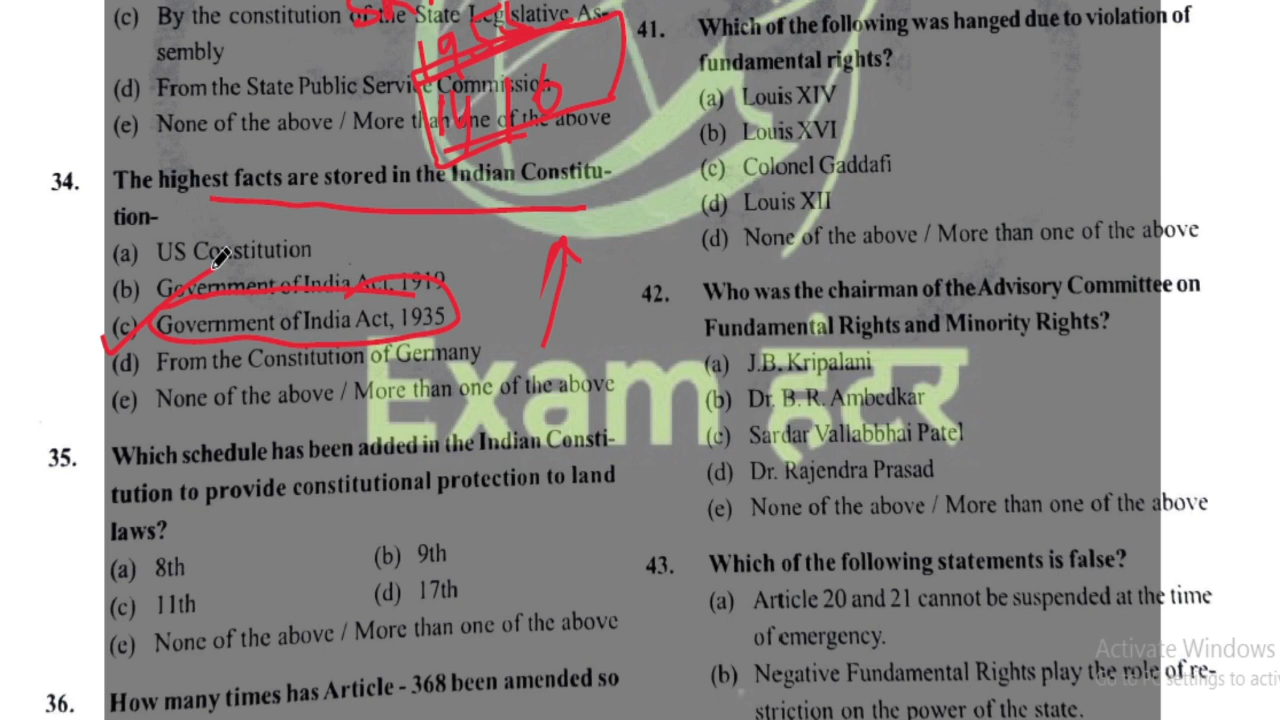 (c) By the constitution of the State Legislative As-
sembly
(d) From the State Public Service Commission
(e) None of the above / More than one of the above
34. The highest facts are stored in the Indian Constitu-
tion-
(a) US Constitution
(b) Government of India Act, 1919
(c) Government of India Act, 1935
(d) From the Constitution of Germany
(e) None of the above / More than one of the above
35. Which schedule has been added in the Indian Consti-
tution to provide constitutional protection to land
laws?
(a) 8th (b) 9th
(c) 11th (d) 17th
(e) None of the above / More than one of the above
36. How many times has Article - 368 been amended so
41. Which of the following was hanged due to violation of
fundamental rights?
(a) Louis XIV
(b) Louis XVI
(c) Colonel Gaddafi
(d) Louis XII
(d) None of the above / More than one of the above
42. Who was the chairman of the Advisory Committee on
Fundamental Rights and Minority Rights?
(a) J.B. Kripalani
(b) Dr. B. R. Ambedkar
(c) Sardar Vallabbhai Patel
(d) Dr. Rajendra Prasad
(e) None of the above / More than one of the above
43. Which of the following statements is false?
(a) Article 20 and 21 cannot be suspended at the time
of emergency.
(b) Negative Fundamental Rights play the role of re-
striction on the power of the state.
Exam हंटर
Activate Windows
Go to PC settings to activ